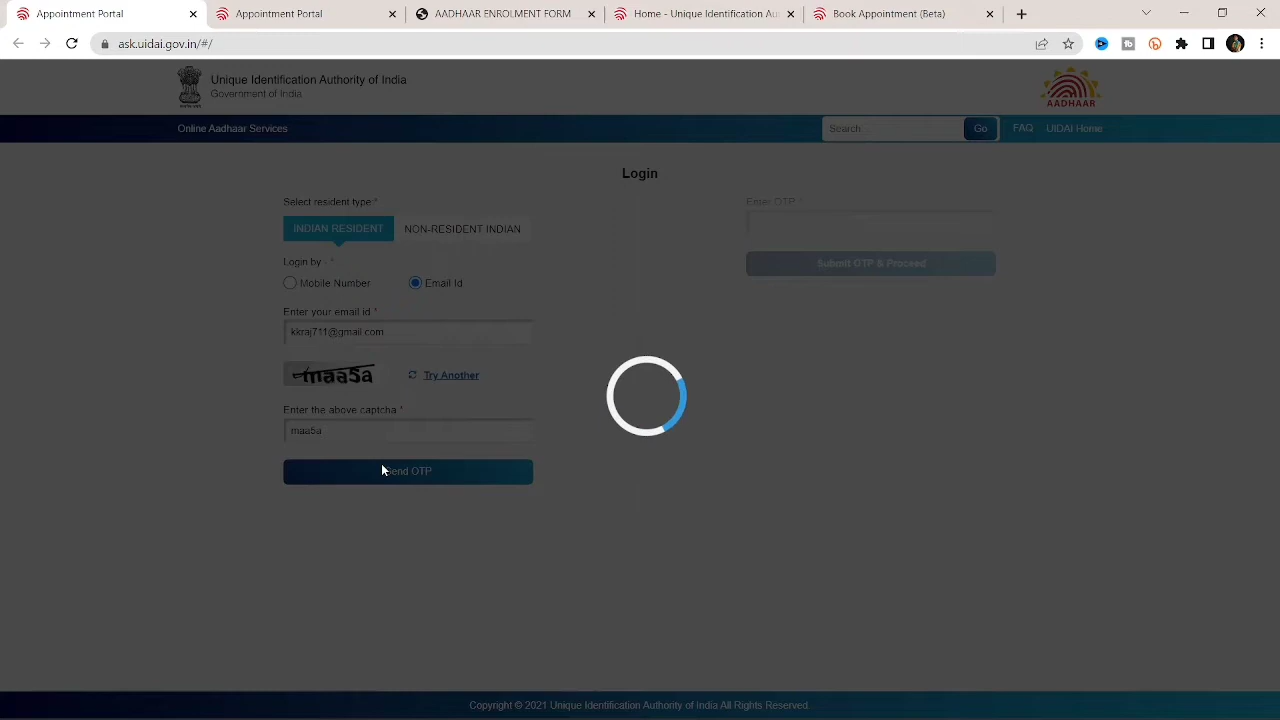 Appointment Portal
Appointment Portal
AADHAAR ENROLMENT FORM
Home - Unique Identification Au
Book Appointment (Beta)
ask.uidai.gov.in/#/
Unique Identification Authority of India
Government of India
AADHAAR
Online Aadhaar Services
Search
Go
FAQ
UIDAI Home
Login
Select resident type *
INDIAN RESIDENT
NON-RESIDENT INDIAN
Login by - *
Mobile Number
Email Id
Enter your email id *
kkraj711@gmail.com
maa5a
Try Another
Enter the above captcha *
maa5a
Send OTP
Enter OTP *
Submit OTP & Proceed
Copyright © 2021 Unique Identification Authority of India All Rights Reserved.